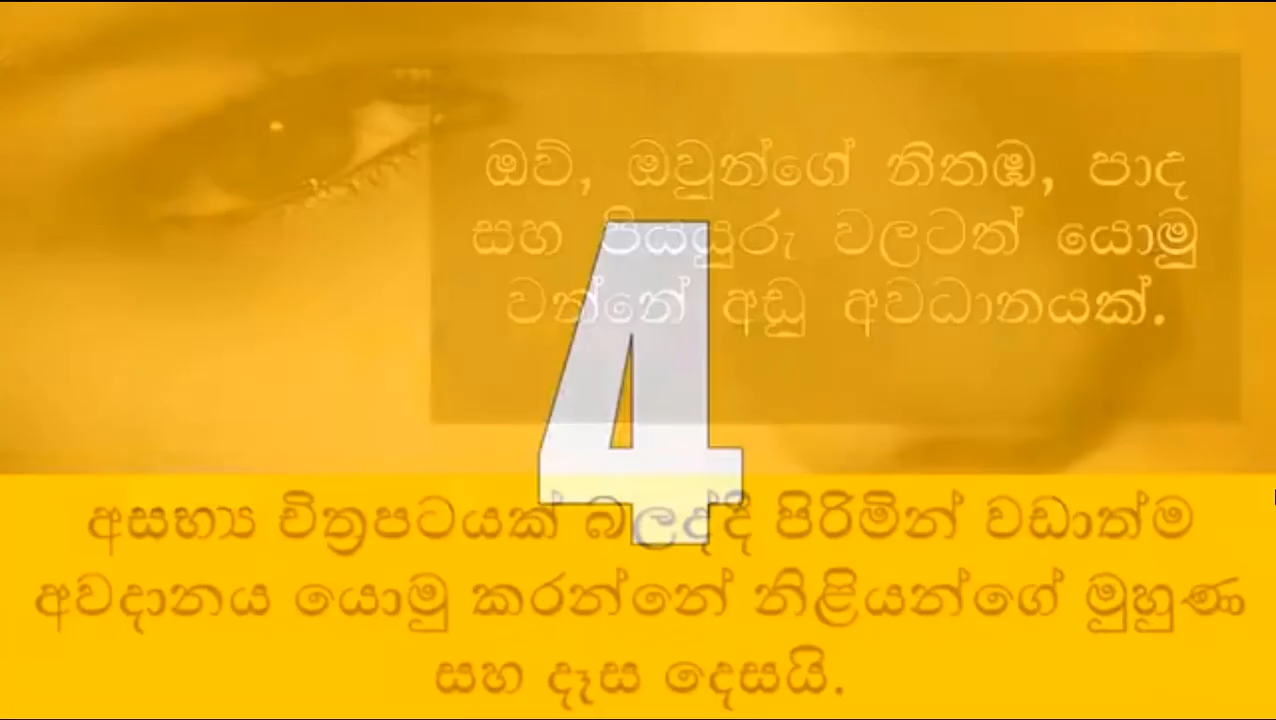 ඔව්, ඔවුන්ගේ නිතඹ, පාද
සහ පියයුරු වලටත් යොමු
වන්නේ අඩු අවධානයක්.
4
අසභ්‍ය චිත්‍රපටයක් බලද්දී පිරිමින් වඩාත්ම
අවදානය යොමු කරන්නේ නිළියන්ගේ මුහුණ
සහ දෑස දෙසයි.